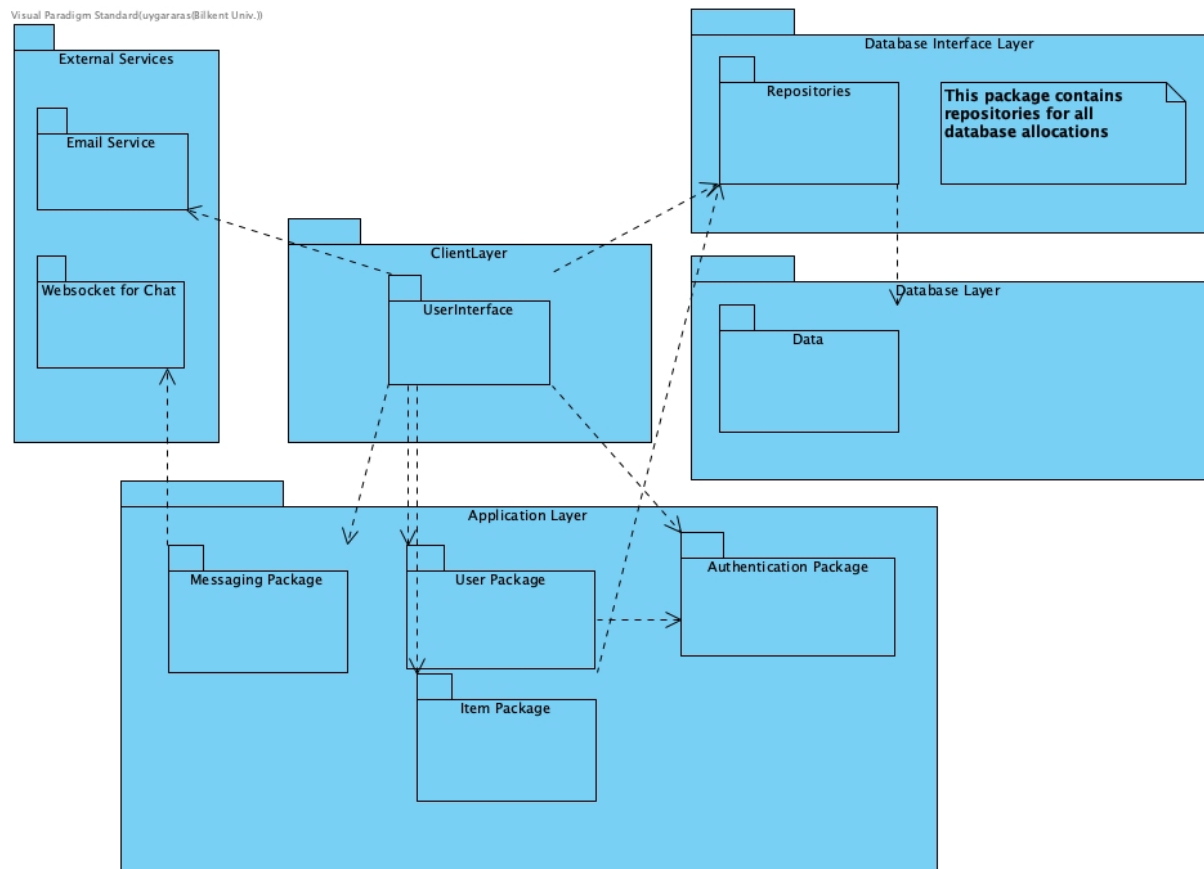 Visual Paradigm Standard(uygararas(Bilkent Univ.))
External Services
Email Service
Websocket for Chat
ClientLayer
UserInterface
Database Interface Layer
Repositories
This package contains
repositories for all
database allocations
Database Layer
Data
Application Layer
Messaging Package
User Package
Authentication Package
Item Package